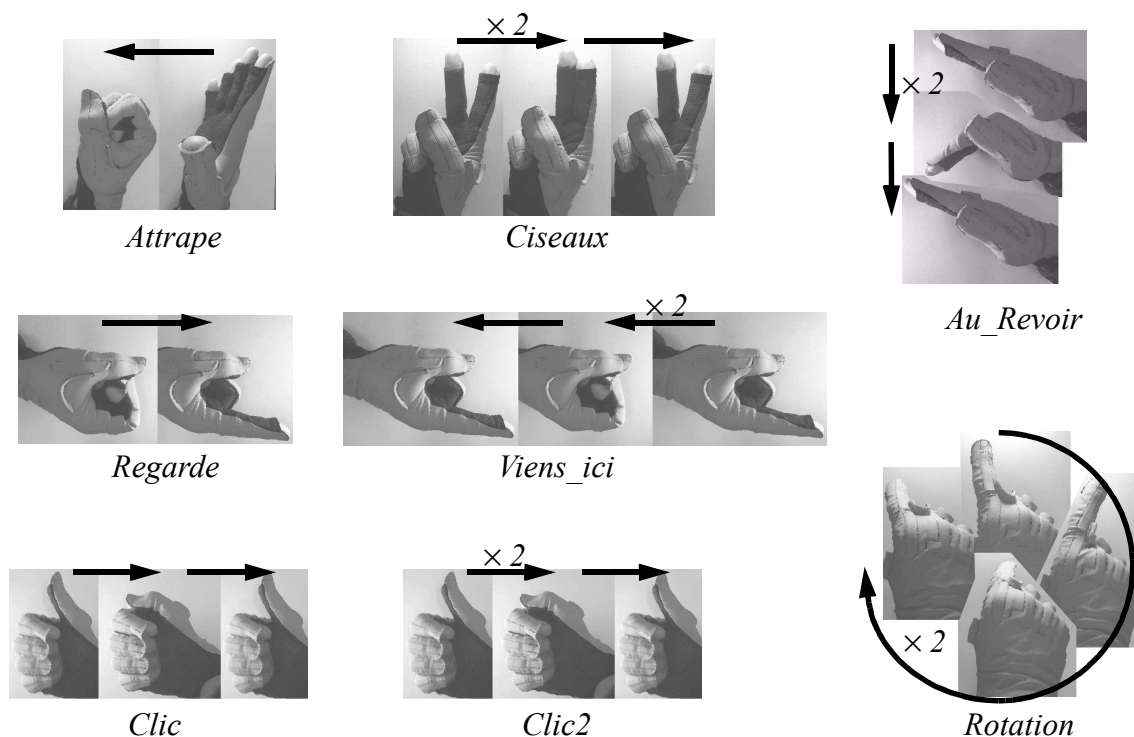 × 2
× 2
Attrape
Ciseaux
Au_Revoir
× 2
Regarde
Viens_ici
× 2
× 2
Clic
Clic2
Rotation